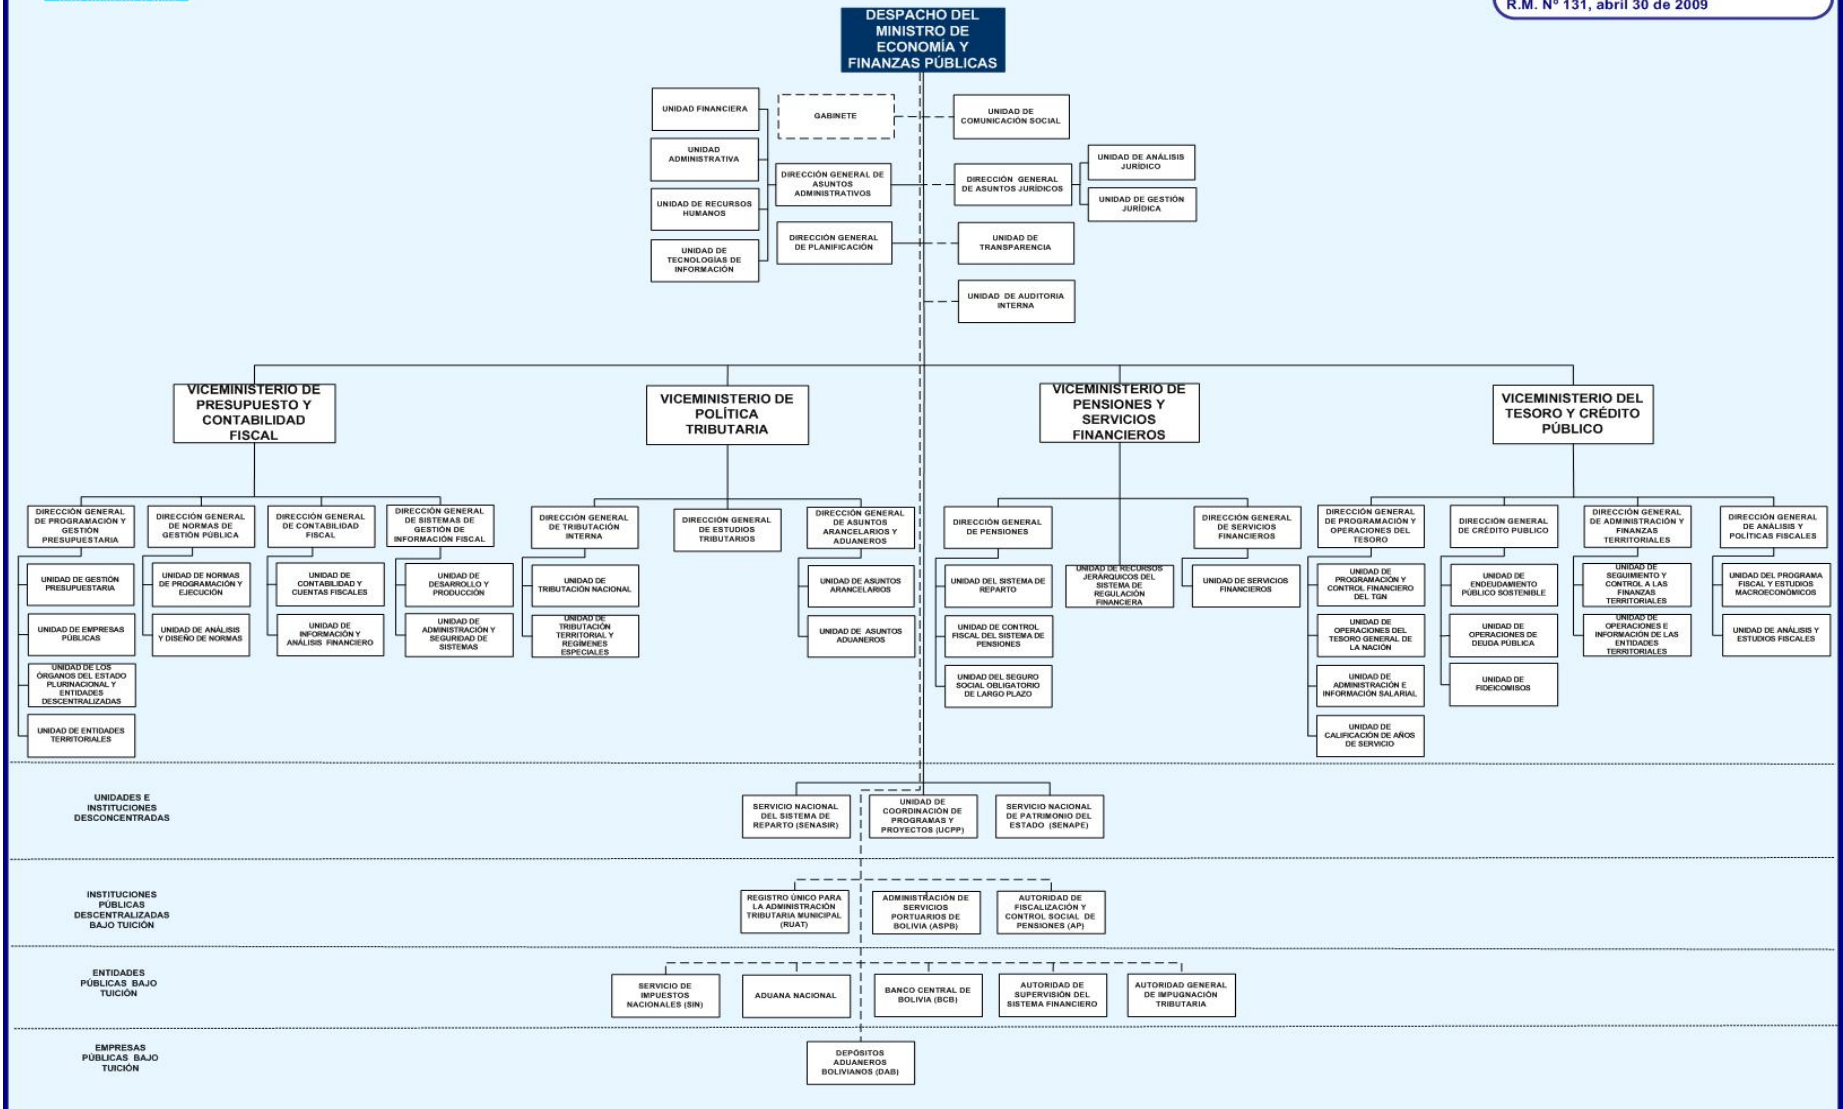 R.M. Nº 131, abril 30 de 2009
DESPACHO DEL
MINISTRO DE
ECONOMÍA Y
FINANZAS PÚBLICAS
UNIDAD FINANCIERA
GABINETE
UNIDAD DE
COMUNICACIÓN SOCIAL
UNIDAD
ADMINISTRATIVA
DIRECCIÓN GENERAL DE
ASUNTOS
ADMINISTRATIVOS
DIRECCIÓN GENERAL
DE ASUNTOS JURÍDICOS
UNIDAD DE ANÁLISIS
JURÍDICO
UNIDAD DE GESTIÓN
JURÍDICA
UNIDAD DE RECURSOS
HUMANOS
DIRECCIÓN GENERAL
DE PLANIFICACIÓN
UNIDAD DE
TRANSPARENCIA
UNIDAD DE
TECNOLOGÍAS DE
INFORMACIÓN
UNIDAD DE AUDITORIA
INTERNA
VICEMINISTERIO DE
PRESUPUESTO Y
CONTABILIDAD
FISCAL
VICEMINISTERIO DE
POLÍTICA
TRIBUTARIA
VICEMINISTERIO DE
PENSIONES Y
SERVICIOS
FINANCIEROS
VICEMINISTERIO DEL
TESORO Y CRÉDITO
PÚBLICO
DIRECCIÓN GENERAL
DE PROGRAMACIÓN Y
GESTIÓN
PRESUPUESTARIA
DIRECCIÓN GENERAL
DE NORMAS DE
GESTIÓN PÚBLICA
DIRECCIÓN GENERAL
DE CONTABILIDAD
FISCAL
DIRECCIÓN GENERAL
DE SISTEMAS DE
GESTIÓN DE
INFORMACIÓN FISCAL
DIRECCIÓN GENERAL
DE TRIBUTACIÓN
INTERNA
DIRECCIÓN GENERAL
DE ESTUDIOS
TRIBUTARIOS
DIRECCIÓN GENERAL
DE ASUNTOS
ARANCELARIOS Y
ADUANEROS
DIRECCIÓN GENERAL
DE PENSIONES
DIRECCIÓN GENERAL
DE SERVICIOS
FINANCIEROS
DIRECCIÓN GENERAL
DE PROGRAMACIÓN Y
OPERACIONES DEL
TESORO
DIRECCIÓN GENERAL
DE CRÉDITO PUBLICO
DIRECCIÓN GENERAL
DE ADMINISTRACIÓN Y
FINANZAS
TERRITORIALES
DIRECCIÓN GENERAL
DE ANÁLISIS Y
POLÍTICAS FISCALES
UNIDAD DE GESTIÓN
PRESUPUESTARIA
UNIDAD DE NORMAS
DE PROGRAMACIÓN Y
EJECUCIÓN
UNIDAD DE
CONTABILIDAD Y
CUENTAS FISCALES
UNIDAD DE
DESARROLLO Y
PRODUCCIÓN
UNIDAD DE
TRIBUTACIÓN NACIONAL
UNIDAD DE ASUNTOS
ARANCELARIOS
UNIDAD DEL SISTEMA DE
REPARTO
UNIDAD DE RECURSOS
JERÁRQUICOS DEL
SISTEMA DE
REGULACIÓN
FINANCIERA
UNIDAD DE SERVICIOS
FINANCIEROS
UNIDAD DE
PROGRAMACIÓN Y
CONTROL FINANCIERO
DEL TGN
UNIDAD DE
ENDEUDAMIENTO
PÚBLICO SOSTENIBLE
UNIDAD DE
SEGUIMIENTO Y
CONTROL A LAS
FINANZAS
TERRITORIALES
UNIDAD DEL PROGRAMA
FISCAL Y ESTUDIOS
MACROECONÓMICOS
UNIDAD DE EMPRESAS
PÚBLICAS
UNIDAD DE ANÁLISIS
Y DISEÑO DE NORMAS
UNIDAD DE
INFORMACIÓN Y
ANÁLISIS FINANCIERO
UNIDAD DE
ADMINISTRACIÓN Y
SEGURIDAD DE
SISTEMAS
UNIDAD DE
TRIBUTACIÓN
TERRITORIAL Y
REGÍMENES
ESPECIALES
UNIDAD DE ASUNTOS
ADUANEROS
UNIDAD DE CONTROL
FISCAL DEL SISTEMA DE
PENSIONES
UNIDAD DE
OPERACIONES DEL
TESORO GENERAL DE
LA NACIÓN
UNIDAD DE
OPERACIONES DE
DEUDA PÚBLICA
UNIDAD DE
OPERACIONES E
INFORMACIÓN DE LAS
ENTIDADES
TERRITORIALES
UNIDAD DE ANÁLISIS Y
ESTUDIOS FISCALES
UNIDAD DE LOS
ÓRGANOS DEL ESTADO
PLURINACIONAL Y
ENTIDADES
DESCENTRALIZADAS
UNIDAD DEL SEGURO
SOCIAL OBLIGATORIO
DE LARGO PLAZO
UNIDAD DE
ADMINISTRACIÓN E
INFORMACIÓN SALARIAL
UNIDAD DE
FIDEICOMISOS
UNIDAD DE ENTIDADES
TERRITORIALES
UNIDAD DE
CALIFICACIÓN DE AÑOS
DE SERVICIO
UNIDADES E
INSTITUCIONES
DESCONCENTRADAS
SERVICIO NACIONAL
DEL SISTEMA DE
REPARTO (SENASIR)
UNIDAD DE
COORDINACIÓN DE
PROGRAMAS Y
PROYECTOS (UCPP)
SERVICIO NACIONAL
DE PATRIMONIO DEL
ESTADO (SENAPE)
INSTITUCIONES
PÚBLICAS
DESCENTRALIZADAS
BAJO TUICIÓN
REGISTRO ÚNICO PARA
LA ADMINISTRACIÓN
TRIBUTARIA MUNICIPAL
(RUAT)
ADMINISTRACIÓN DE
SERVICIOS
PORTUARIOS DE
BOLIVIA (ASPB)
AUTORIDAD DE
FISCALIZACIÓN Y
CONTROL SOCIAL DE
PENSIONES (AP)
ENTIDADES
PÚBLICAS BAJO
TUICIÓN
SERVICIO DE
IMPUESTOS
NACIONALES (SIN)
ADUANA NACIONAL
BANCO CENTRAL DE
BOLIVIA (BCB)
AUTORIDAD DE
SUPERVISIÓN DEL
SISTEMA FINANCIERO
AUTORIDAD GENERAL
DE IMPUGNACIÓN
TRIBUTARIA
EMPRESAS
PÚBLICAS BAJO
TUICIÓN
DEPÓSITOS
ADUANEROS
BOLIVIANOS (DAB)